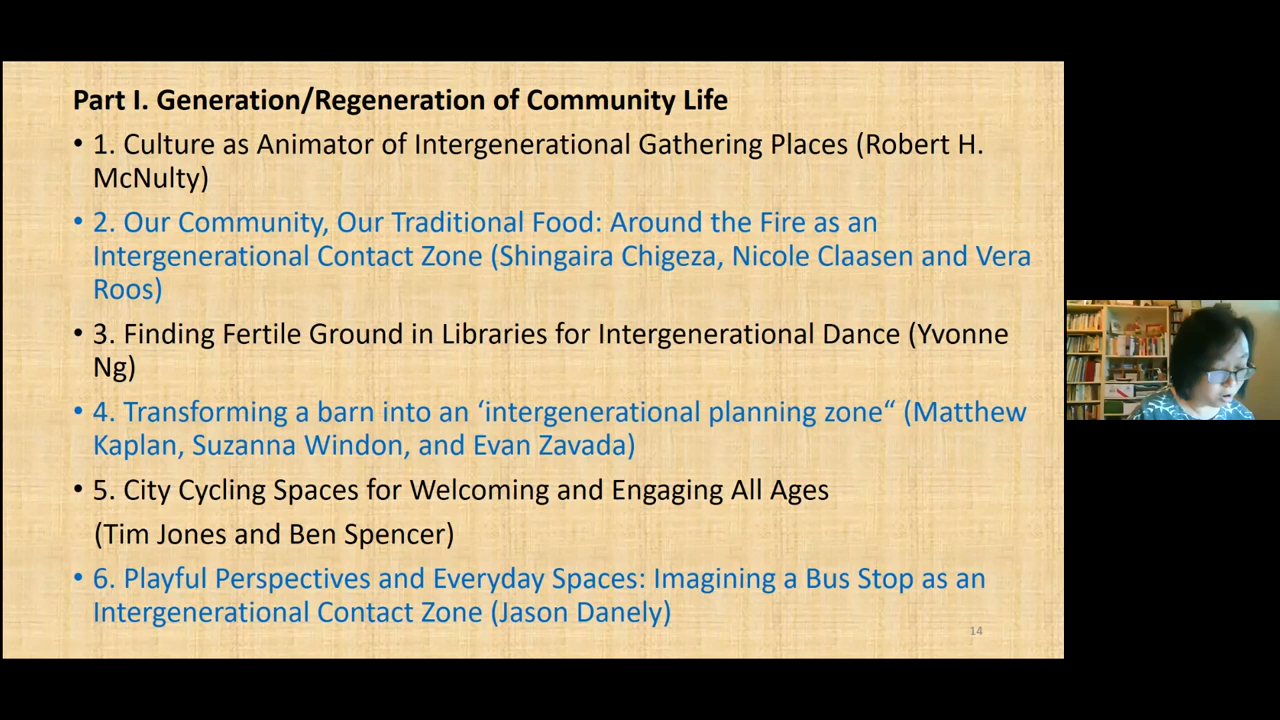 Part I. Generation/Regeneration of Community Life
• 1. Culture as Animator of Intergenerational Gathering Places (Robert H.
McNulty)
• 2. Our Community, Our Traditional Food: Around the Fire as an
Intergenerational Contact Zone (Shingaira Chigeza, Nicole Claasen and Vera
Roos)
• 3. Finding Fertile Ground in Libraries for Intergenerational Dance (Yvonne
Ng)
• 4. Transforming a barn into an ‘intergenerational planning zone“ (Matthew
Kaplan, Suzanna Windon, and Evan Zavada)
• 5. City Cycling Spaces for Welcoming and Engaging All Ages
(Tim Jones and Ben Spencer)
• 6. Playful Perspectives and Everyday Spaces: Imagining a Bus Stop as an
Intergenerational Contact Zone (Jason Danely)
14